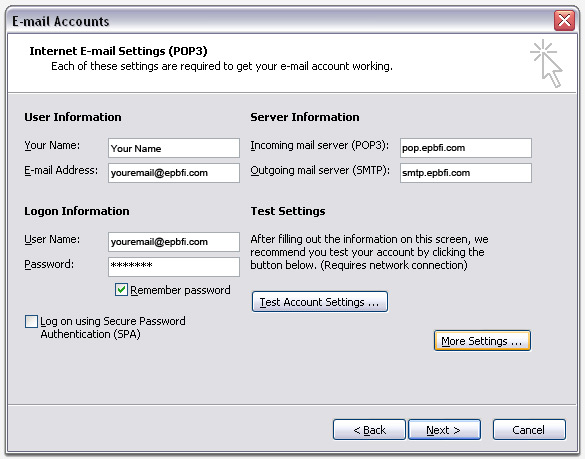 E-mail Accounts
Internet E-mail Settings (POP3)
Each of these settings are required to get your e-mail account working.
User Information
Your Name: Your Name
E-mail Address: youremail@epbfi.com
Server Information
Incoming mail server (POP3): pop.epbfi.com
Outgoing mail server (SMTP): smtp.epbfi.com
Logon Information
User Name: youremail@epbfi.com
Password: *******
Remember password
Log on using Secure Password
Authentication (SPA)
Test Settings
After filling out the information on this screen, we
recommend you test your account by clicking the
button below. (Requires network connection)
Test Account Settings ...
More Settings ...
< Back
Next >
Cancel